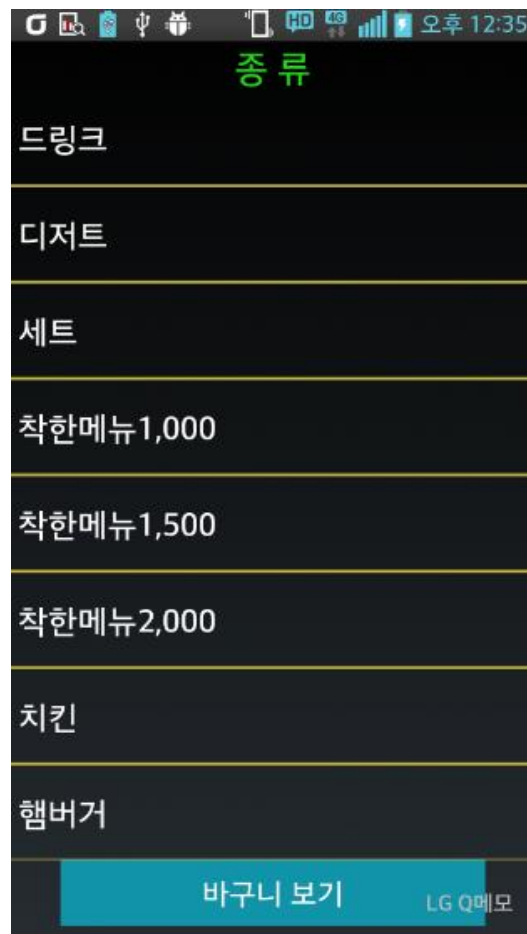 HD 4G 오후 12:35
종 류
드링크
디저트
세트
착한메뉴1,000
착한메뉴1,500
착한메뉴2,000
치킨
햄버거
바구니 보기
LG Q메모